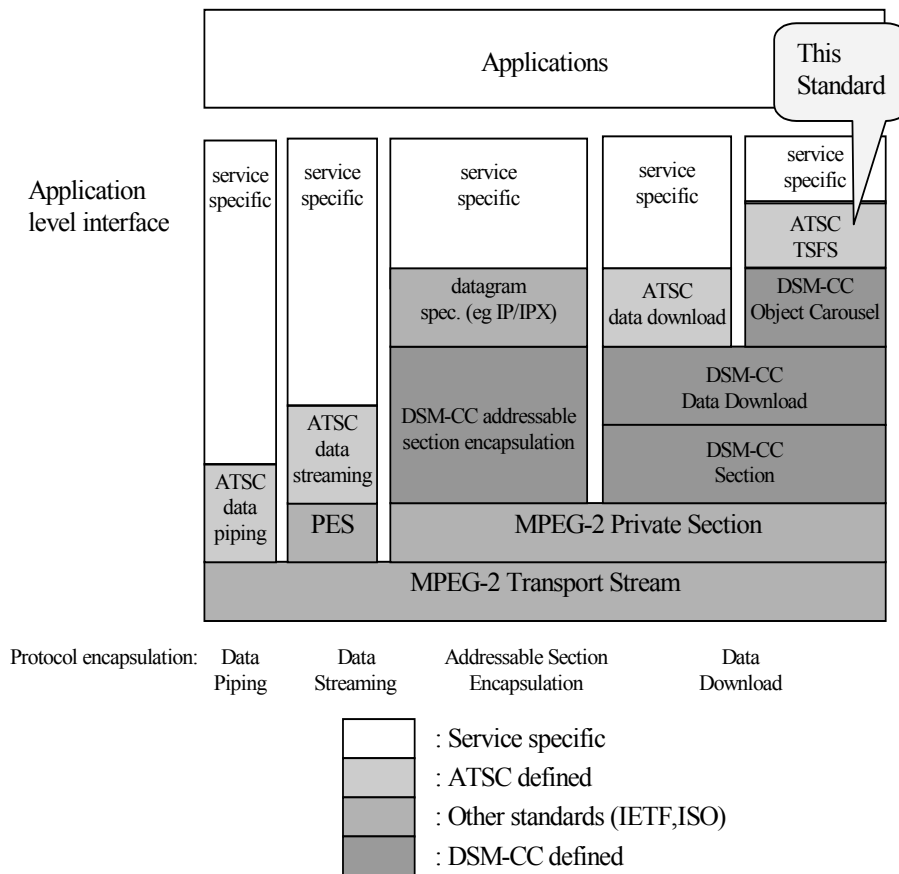 Applications
This
Standard
Application
level interface
service
specific
service
specific
service
specific
service
specific
service
specific
ATSC
TSFS
datagram
spec. (eg IP/IPX)
ATSC
data download
DSM-CC
Object Carousel
DSM-CC addressable
section encapsulation
DSM-CC
Data Download
ATSC
data
streaming
DSM-CC
Section
ATSC
data
piping
PES
MPEG-2 Private Section
MPEG-2 Transport Stream
Protocol encapsulation:
Data
Piping
Data
Streaming
Addressable Section
Encapsulation
Data
Download
: Service specific
: ATSC defined
: Other standards (IETF,ISO)
: DSM-CC defined